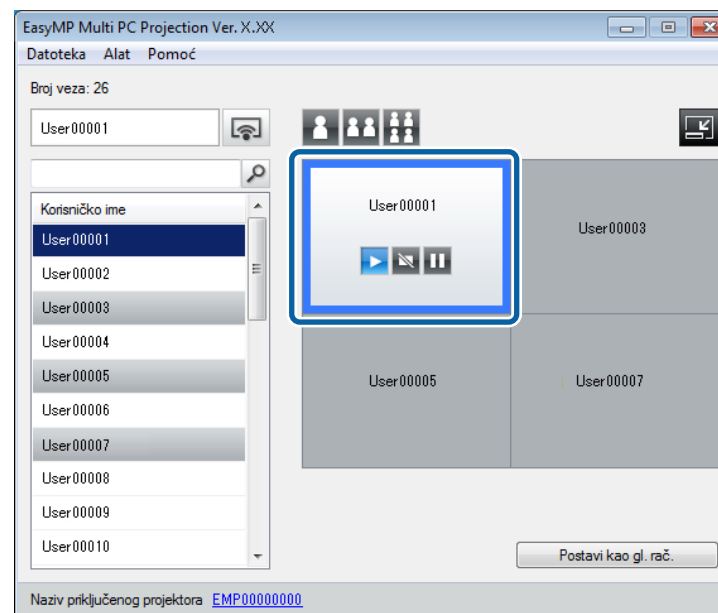 EasyMP Multi PC Projection Ver. X.XX
Datoteka Alat Pomoć
Broj veza: 26
User00001
Korisničko ime
User00001
User00002
User00003
User00004
User00005
User00006
User00007
User00008
User00009
User00010
User00001
User00003
User00005
User00007
Postavi kao gl. rač.
Naziv priključenog projektora EMP00000000